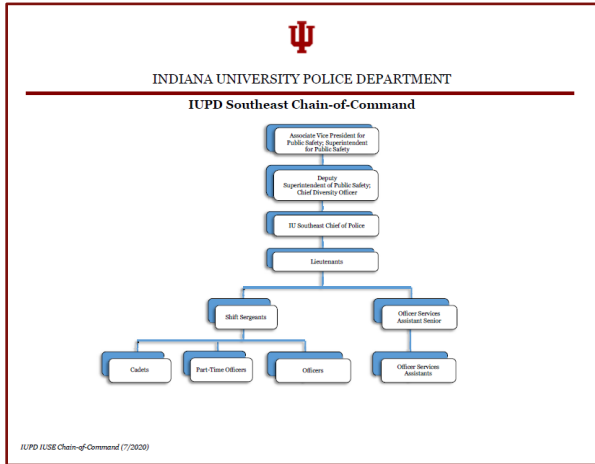 INDIANA UNIVERSITY POLICE DEPARTMENT
IUPD Southeast Chain-of-Command
Associate Vice President for
Public Safety; Superintendent
for Public Safety
Deputy
Superintendent of Public Safety;
Chief Diversity Officer
IU Southeast Chief of Police
Lieutenants
Shift Sergeants
Officer Services
Assistant Senior
Cadets
Part-Time Officers
Officers
Officer Services
Assistants
IUPD IUSE Chain-of-Command (7/2020)